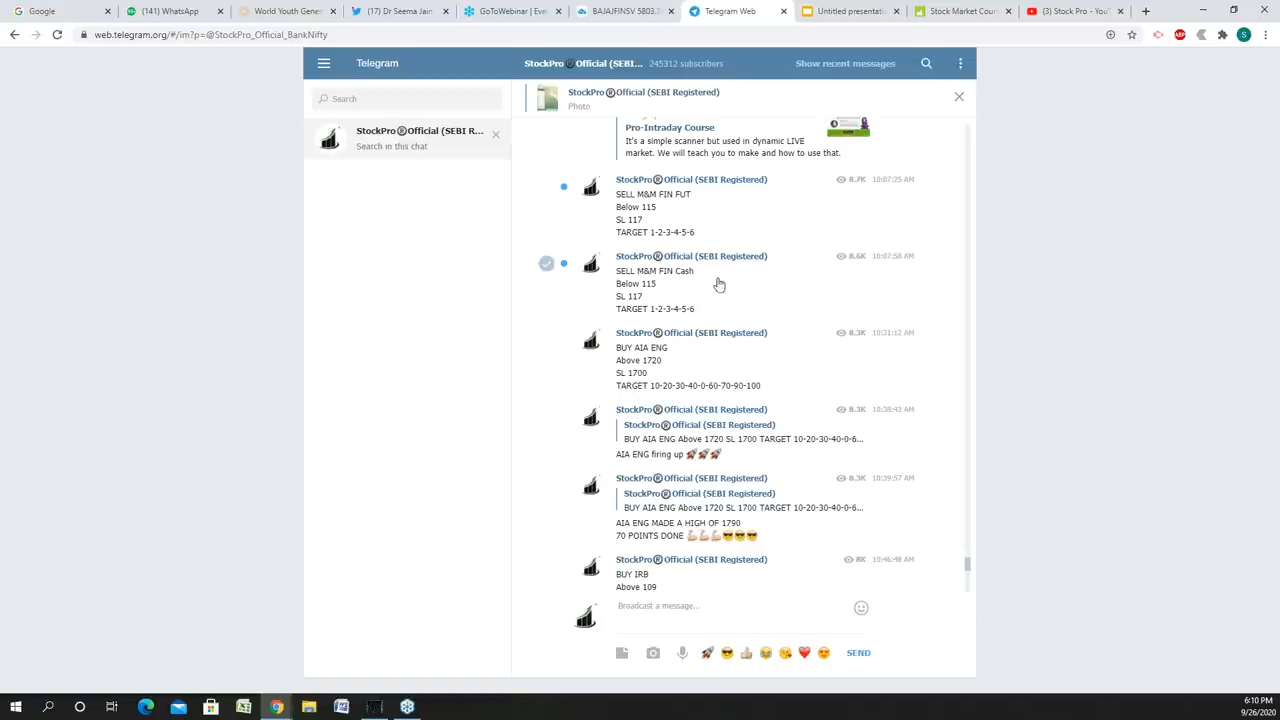 Google
(141) WhatsApp
World Youth Gener
(17) Dr Seema Jain
GoToWebinar | Eve
BAJAJFINSV 5803.
Telegram Web
Untitled presentatio
Stock Market Cour
(3) Stock Pro - YouT
web.telegram.org/#/im?p=@StockPro_Official_BankNifty
ABP
S
Telegram
StockPro®Official (SEBI... 245312 subscribers
Show recent messages
Search
StockPro®Official (SEBI Registered)
Photo
StockPro®Official (SEBI R...
Search in this chat
Pro-Intraday Course
It's a simple scanner but used in dynamic LIVE
market. We will teach you to make and how to use that.
StockPro®Official (SEBI Registered) 8.7K 10:07:25 AM
SELL M&M FIN FUT
Below 115
SL 117
TARGET 1-2-3-4-5-6
StockPro®Official (SEBI Registered) 8.6K 10:07:58 AM
SELL M&M FIN Cash
Below 115
SL 117
TARGET 1-2-3-4-5-6
StockPro®Official (SEBI Registered) 8.3K 10:31:12 AM
BUY AIA ENG
Above 1720
SL 1700
TARGET 10-20-30-40-0-60-70-90-100
StockPro®Official (SEBI Registered) 8.3K 10:38:43 AM
StockPro®Official (SEBI Registered)
BUY AIA ENG Above 1720 SL 1700 TARGET 10-20-30-40-0-6...
AIA ENG firing up 🚀🚀🚀
StockPro®Official (SEBI Registered) 8.3K 10:39:57 AM
StockPro®Official (SEBI Registered)
BUY AIA ENG Above 1720 SL 1700 TARGET 10-20-30-40-0-6...
AIA ENG MADE A HIGH OF 1790
70 POINTS DONE 💪💪💪😎😎😎
StockPro®Official (SEBI Registered) 8K 10:46:48 AM
BUY IRB
Above 109
Broadcast a message...
SEND
6:10 PM
9/26/2020